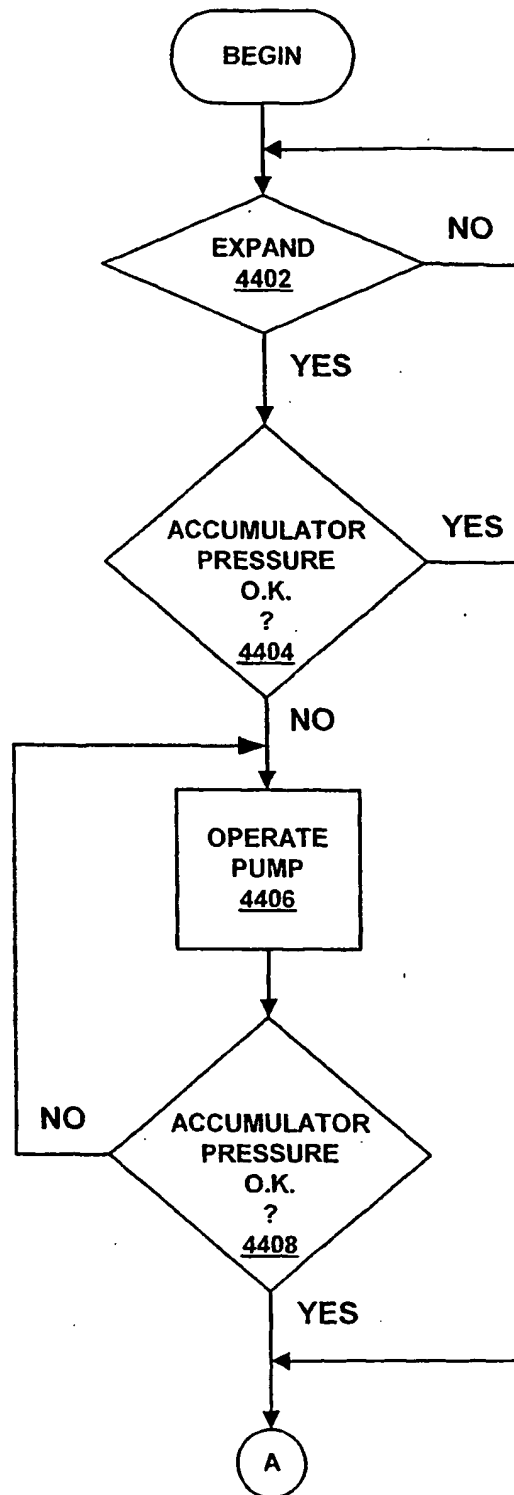 BEGIN
EXPAND
4402
NO
YES
ACCUMULATOR
PRESSURE
O.K.
?
4404
YES
NO
OPERATE
PUMP
4406
NO
ACCUMULATOR
PRESSURE
O.K.
?
4408
YES
A